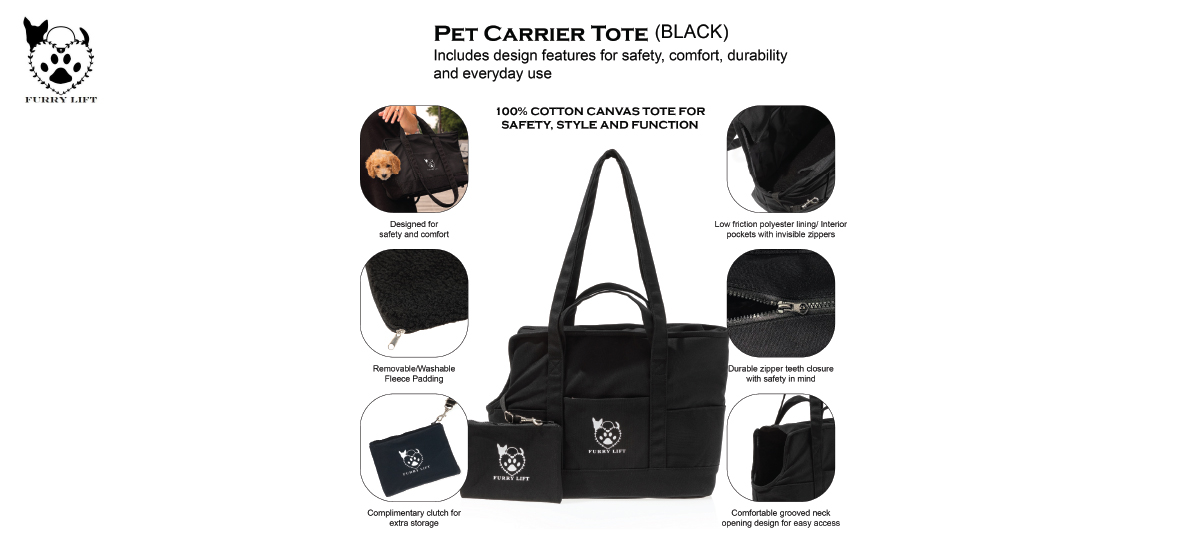 FURRY LIFT
PET CARRIER TOTE (BLACK)
Includes design features for safety, comfort, durability
and everyday use
100% COTTON CANVAS TOTE FOR
SAFETY, STYLE AND FUNCTION
Designed for
safety and comfort
Low friction polyester lining/ Interior
pockets with invisible zippers
Removable/Washable
Fleece Padding
Durable zipper teeth closure
with safety in mind
FURRY LIFT
FURRY LIFT
FURRY LIFT
Complimentary clutch for
extra storage
Comfortable grooved neck
opening design for easy access